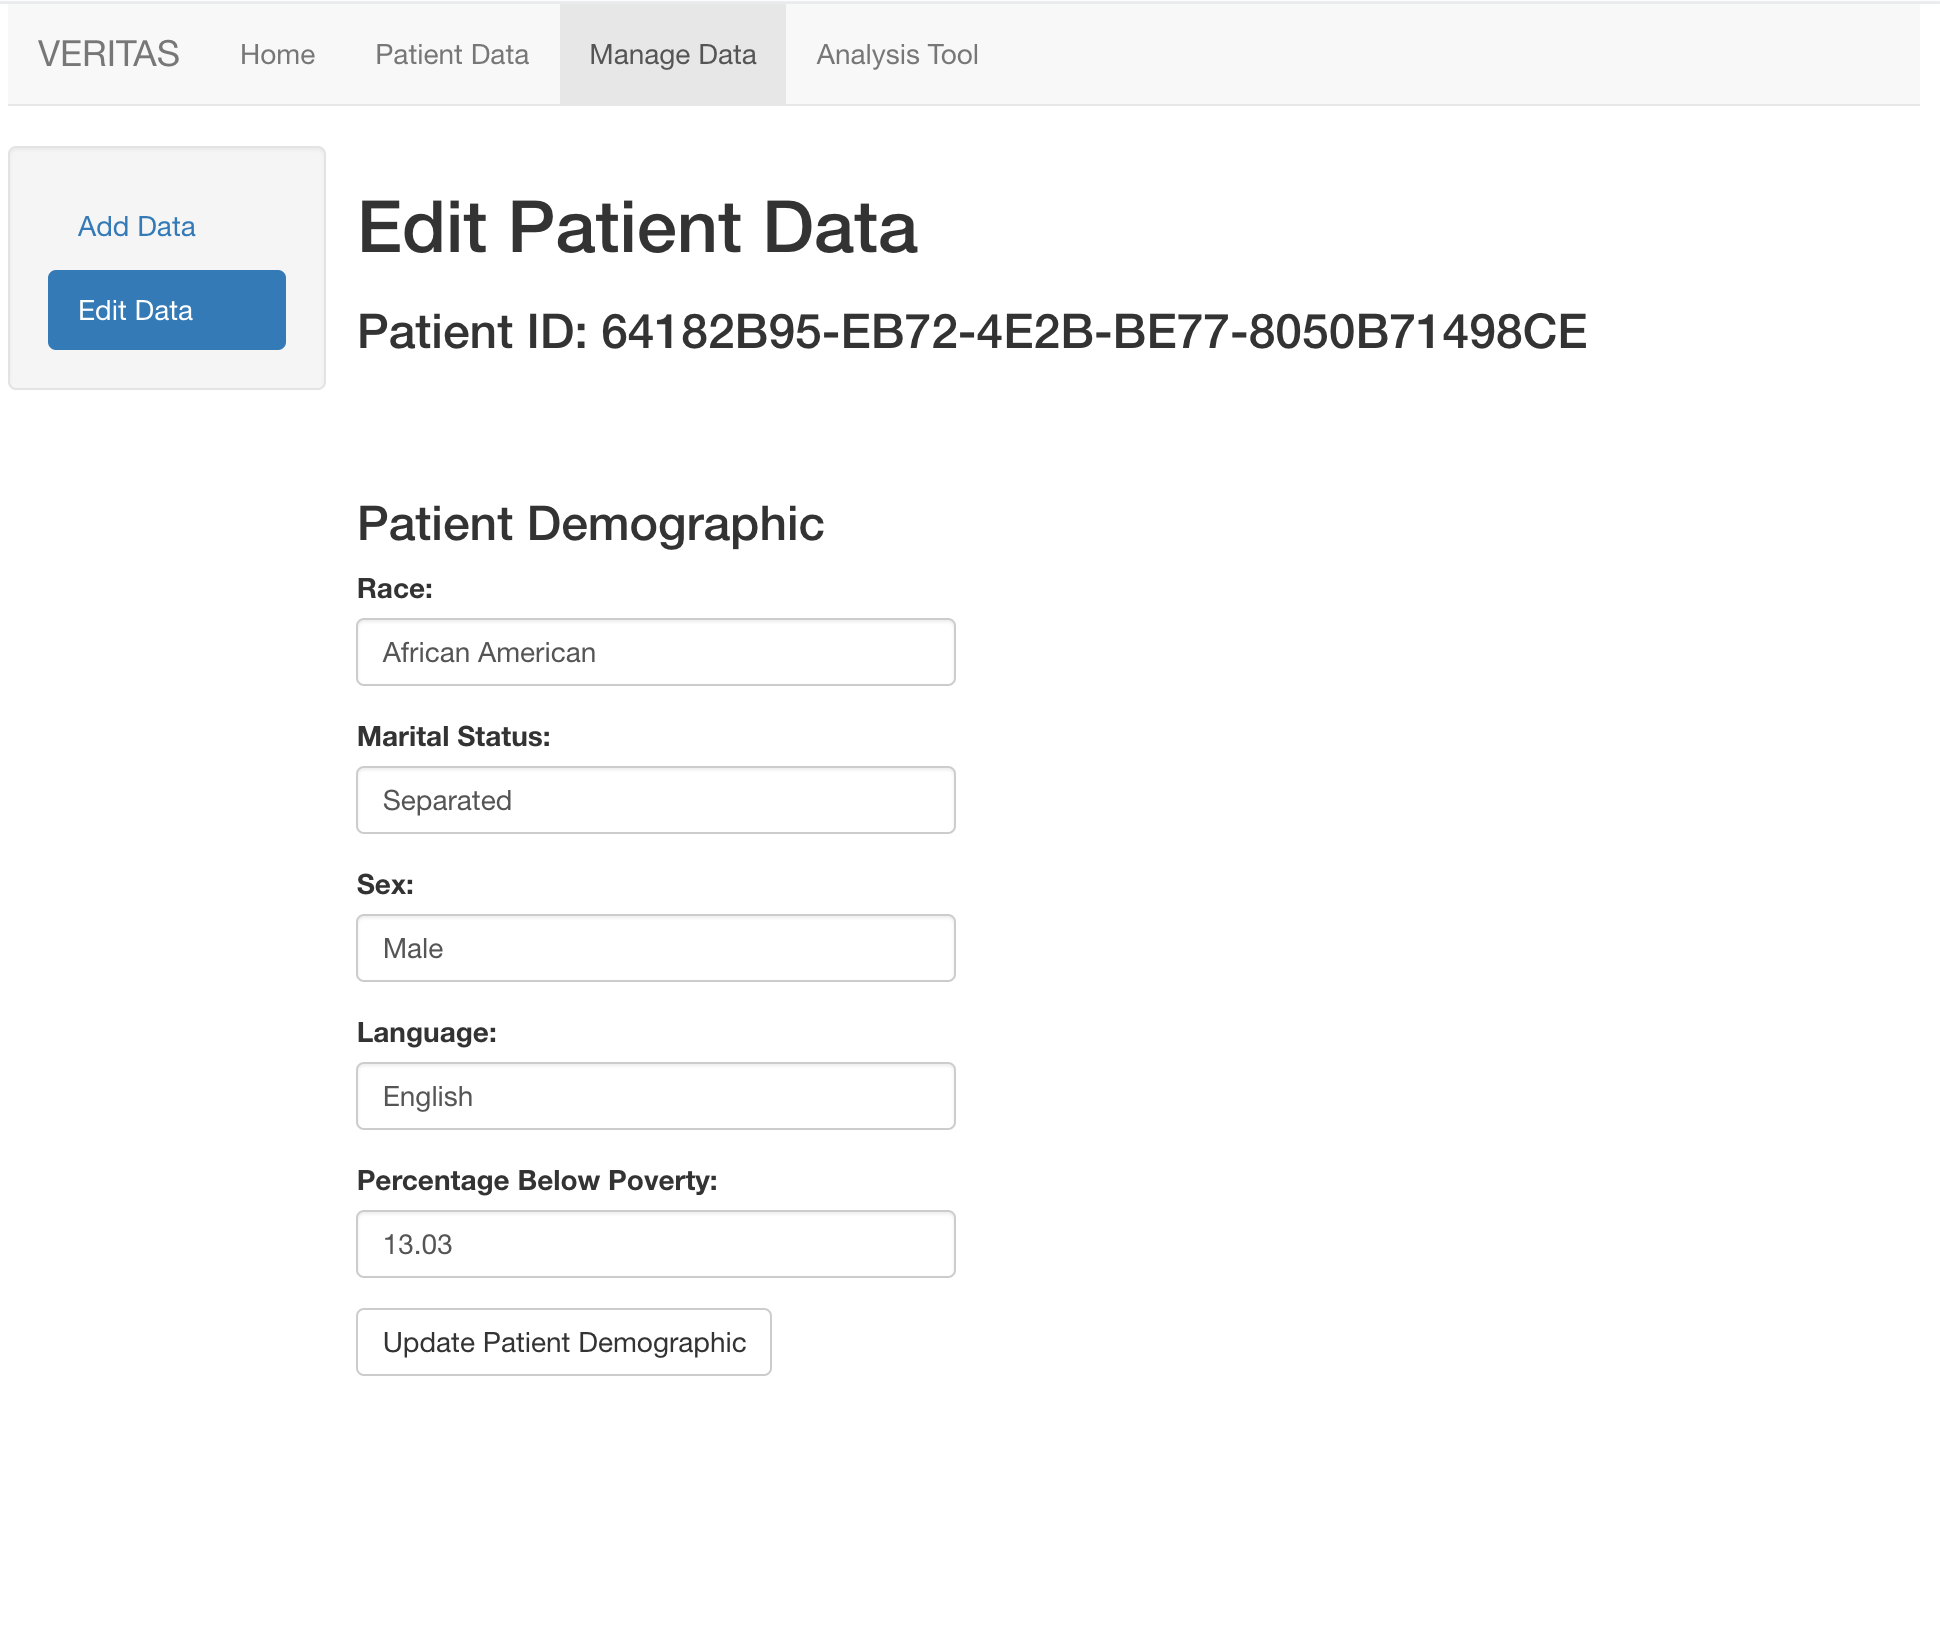 VERITAS Home Patient Data Manage Data Analysis Tool
Add Data
Edit Data
Edit Patient Data
Patient ID: 64182B95-EB72-4E2B-BE77-8050B71498CE
Patient Demographic
Race:
African American
Marital Status:
Separated
Sex:
Male
Language:
English
Percentage Below Poverty:
13.03
Update Patient Demographic